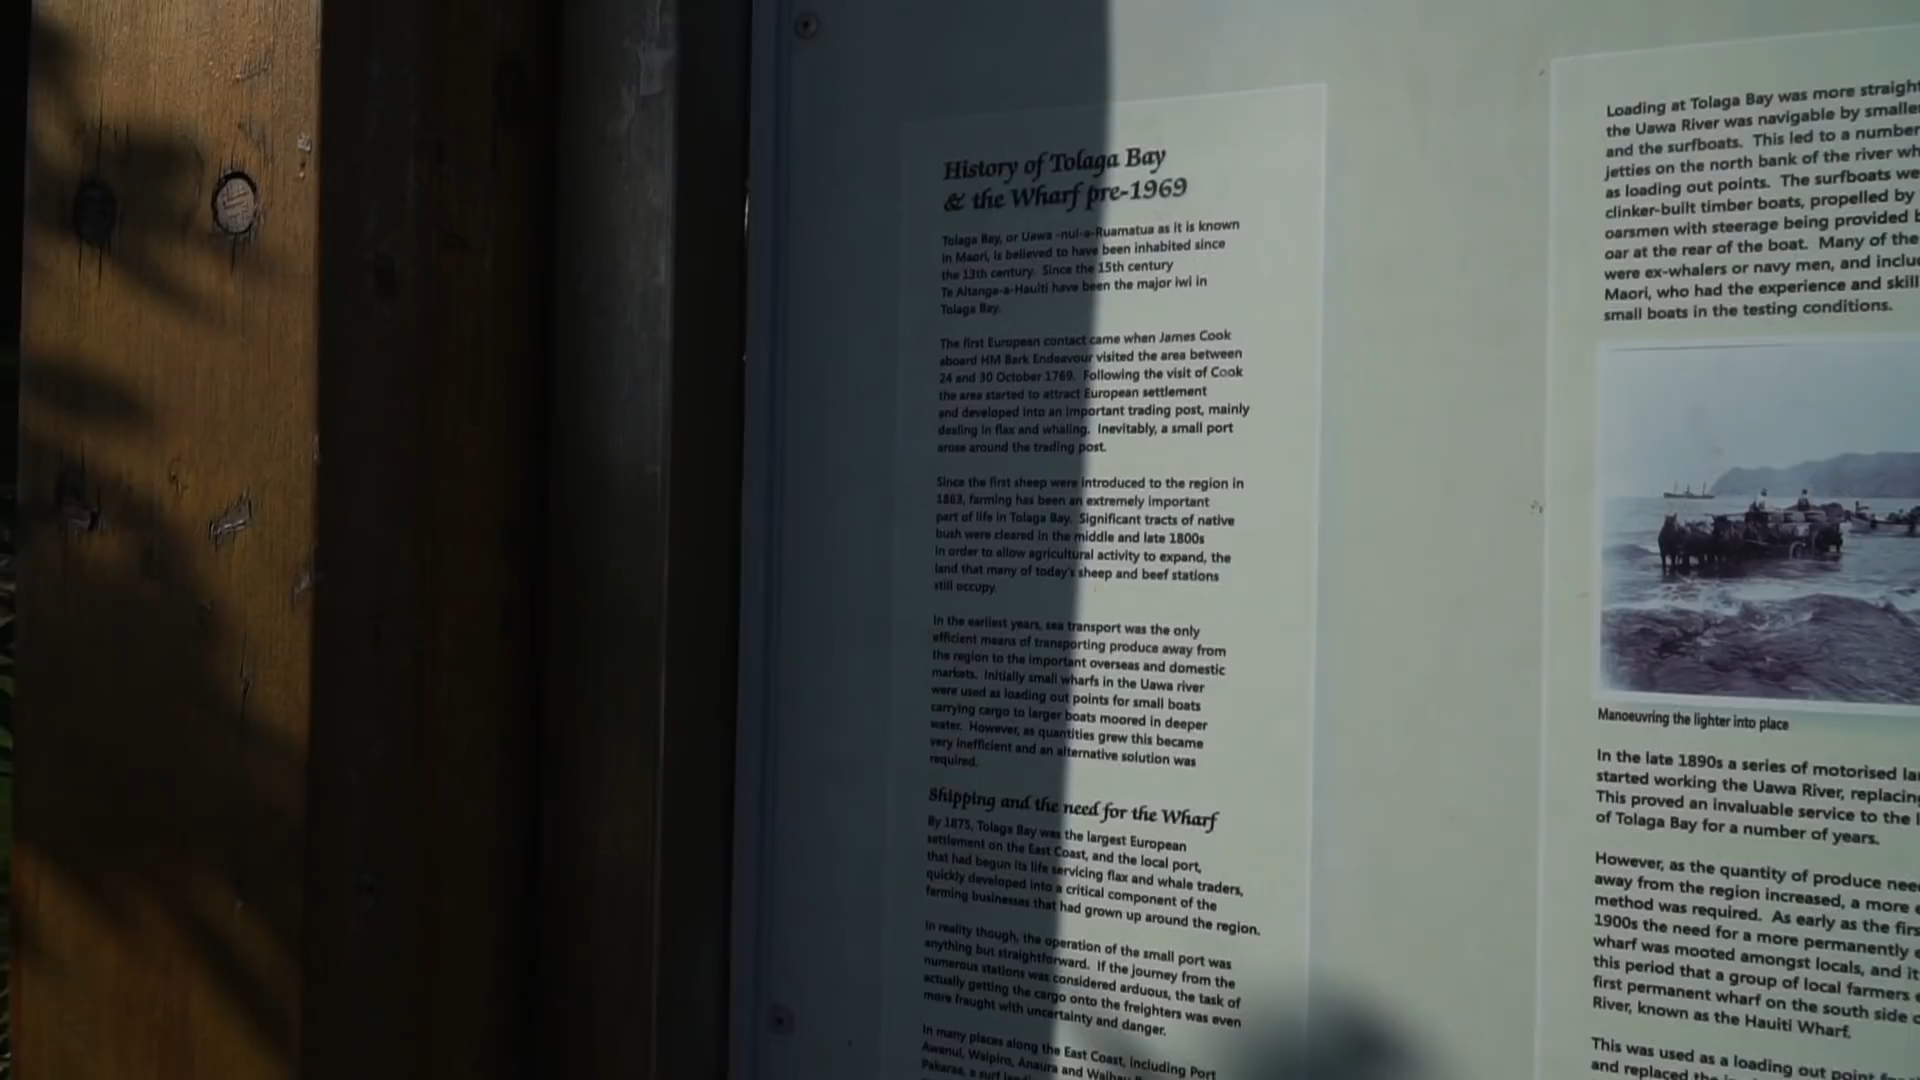 History of Tolaga Bay
& the Wharf pre-1969
Tolaga Bay, or Uawa -nui-a-Ruamatua as it is known
in Maori, is believed to have been inhabited since
the 13th century. Since the 15th century
Te Aitanga-a-Hauiti have been the major iwi in
Tolaga Bay.
The first European contact came when James Cook
aboard HM Bark Endeavour visited the area between
24 and 30 October 1769. Following the visit of Cook
the area started to attract European settlement
and developed into an important trading post, mainly
dealing in flax and whaling. Inevitably, a small port
arose around the trading post.
Since the first sheep were introduced to the region in
1863, farming has been an extremely important
part of life in Tolaga Bay. Significant tracts of native
bush were cleared in the middle and late 1800s
in order to allow agricultural activity to expand, the
land that many of today's sheep and beef stations
still occupy.
In the earliest years, sea transport was the only
efficient means of transporting produce away from
the region to the important overseas and domestic
markets. Initially small wharfs in the Uawa river
were used as loading out points for small boats
carrying cargo to larger boats moored in deeper
water. However, as quantities grew this became
very inefficient and an alternative solution was
required.
Shipping and the need for the Wharf
By 1875, Tolaga Bay was the largest European
settlement on the East Coast, and the local port,
that had begun its life servicing flax and whale traders,
quickly developed into a critical component of the
farming businesses that had grown up around the region.
In reality though, the operation of the small port was
anything but straightforward. If the journey from the
numerous stations was considered arduous, the task of
actually getting the cargo onto the freighters was even
more fraught with uncertainty and danger.
In many places along the East Coast, including Port
Awanui, Waipiro, Anaura and
a surf
Loading at Tolaga Bay was more straight
the Uawa River was navigable by smaller
and the surfboats. This led to a number
jetties on the north bank of the river wh
as loading out points. The surfboats we
clinker-built timber boats, propelled by
oarsmen with steerage being provided b
oar at the rear of the boat. Many of the
were ex-whalers or navy men, and inclu
Maori, who had the experience and skill
small boats in the testing conditions.
Manoeuvring the lighter into place
In the late 1890s a series of motorised la
started working the Uawa River, replacing
This proved an invaluable service to the l
of Tolaga Bay for a number of years.
However, as the quantity of produce nee
away from the region increased, a more e
method was required. As early as the firs
1900s the need for a more permanently e
wharf was mooted amongst locals, and it
this period that a group of local farmers e
first permanent wharf on the south side o
River, known as the Hauiti Wharf.
This was used as a loading out point
and replaced the